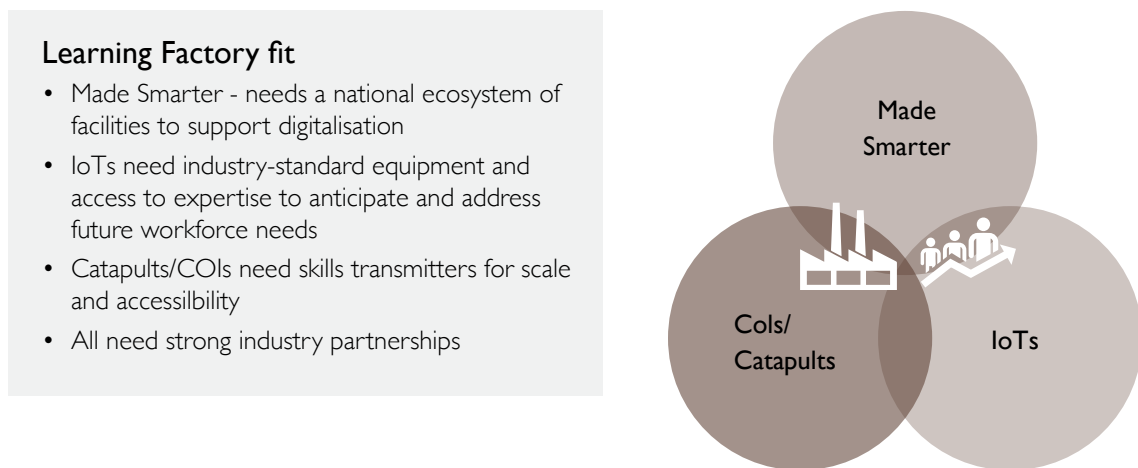 Learning Factory fit
• Made Smarter - needs a national ecosystem of
facilities to support digitalisation
• IoTs need industry-standard equipment and
access to expertise to anticipate and address
future workforce needs
• Catapults/COIs need skills transmitters for scale
and accessilbility
• All need strong industry partnerships
Made
Smarter
CoIs/
Catapults
IoTs